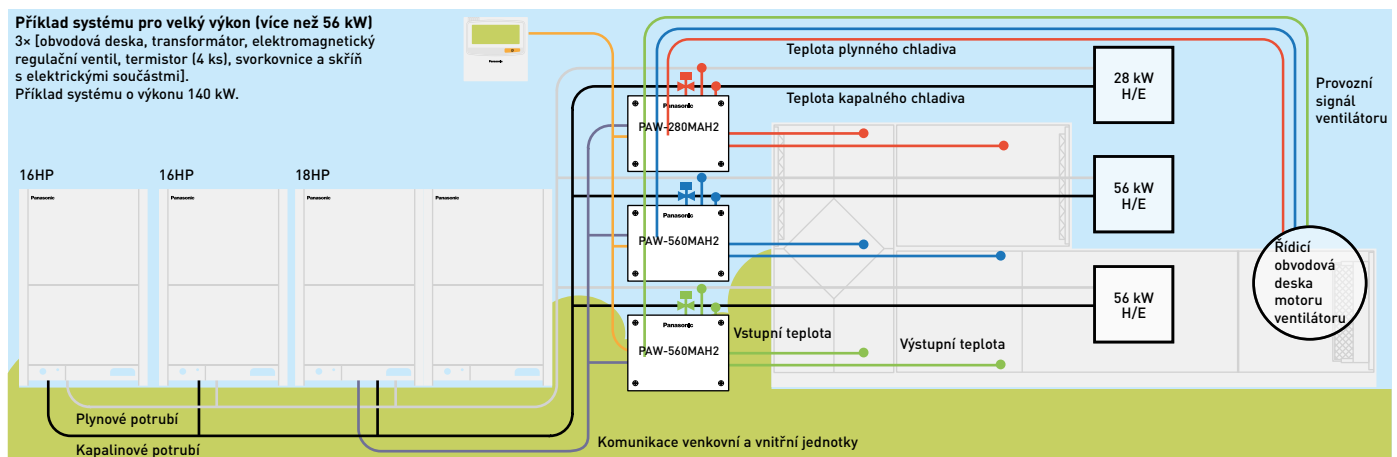 Příklad systému pro velký výkon (více než 56 kW)
3× [obvodová deska, transformátor, elektromagnetický
regulační ventil, termistor (4 ks), svorkovnice a skříň
s elektrickými součástmi].
Příklad systému o výkonu 140 kW.
Panasonic
Teplota plynného chladiva
Teplota kapalného chladiva
28 kW
H/E
Provozní
signál
ventilátoru
Panasonic
PAW-280MAH2
16HP
16HP
18HP
Panasonic
Panasonic
Panasonic
Panasonic
Panasonic
PAW-560MAH2
56 kW
H/E
Řídicí
obvodová
deska
motoru
ventilátoru
56 kW
H/E
Panasonic
PAW-560MAH2
Vstupní teplota
Výstupní teplota
Plynové potrubí
Kapalinové potrubí
Komunikace venkovní a vnitřní jednotky